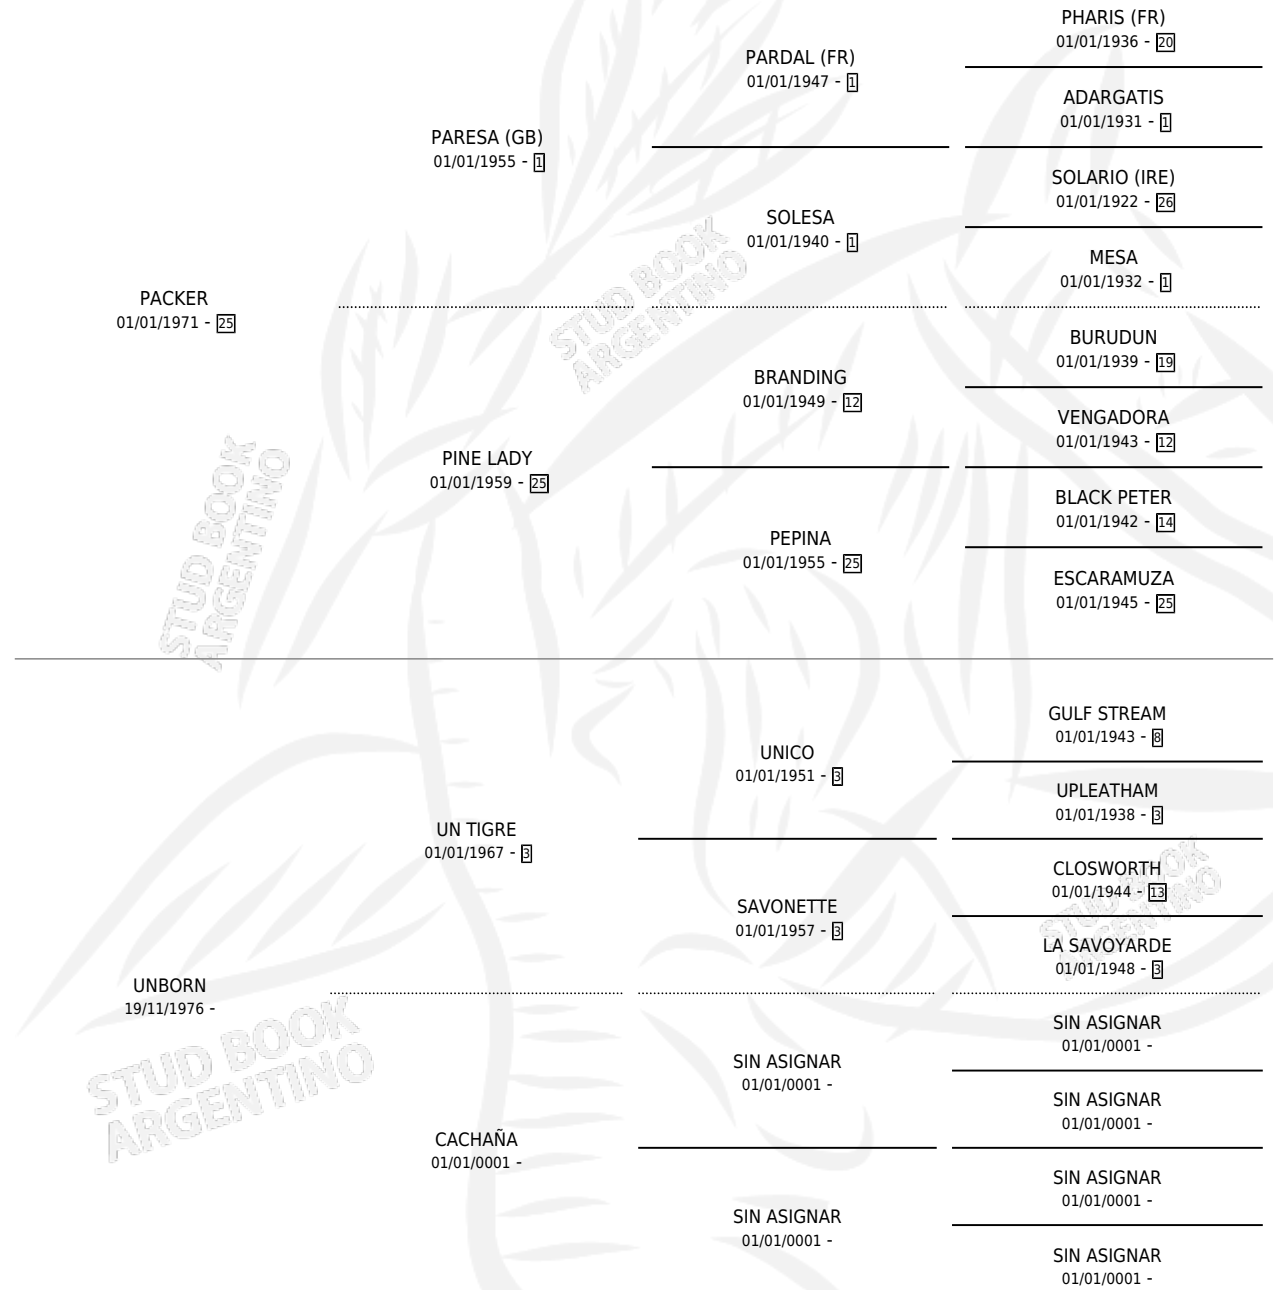 PACKER
01/01/1971 - 25
PARESA (GB)
01/01/1955 - 1
PINE LADY
01/01/1959 - 25
PARDAL (FR)
01/01/1947 - 1
SOLESA
01/01/1940 - 1
BRANDING
01/01/1949 - 12
PEPINA
01/01/1955 - 25
PHARIS (FR)
01/01/1936 - 20
ADARGATIS
01/01/1931 - 1
SOLARIO (IRE)
01/01/1922 - 26
MESA
01/01/1932 - 1
BURUDUN
01/01/1939 - 19
VENGADORA
01/01/1943 - 12
BLACK PETER
01/01/1942 - 14
ESCARAMUZA
01/01/1945 - 25
UNBORN
19/11/1976 -
UN TIGRE
01/01/1967 - 3
CACHAÑA
01/01/0001 -
UNICO
01/01/1951 - 3
SAVONETTE
01/01/1957 - 3
SIN ASIGNAR
01/01/0001 -
SIN ASIGNAR
01/01/0001 -
GULF STREAM
01/01/1943 - 8
UPLEATHAM
01/01/1938 - 3
CLOSWORTH
01/01/1944 - 13
LA SAVOYARDE
01/01/1948 - 3
SIN ASIGNAR
01/01/0001 -
SIN ASIGNAR
01/01/0001 -
SIN ASIGNAR
01/01/0001 -
SIN ASIGNAR
01/01/0001 -
STUD BOOK
ARGENTINO
STUD BOOK
ARGENTINO
STUD BOOK
ARGENTINO
STUD BOOK
ARGENTINO